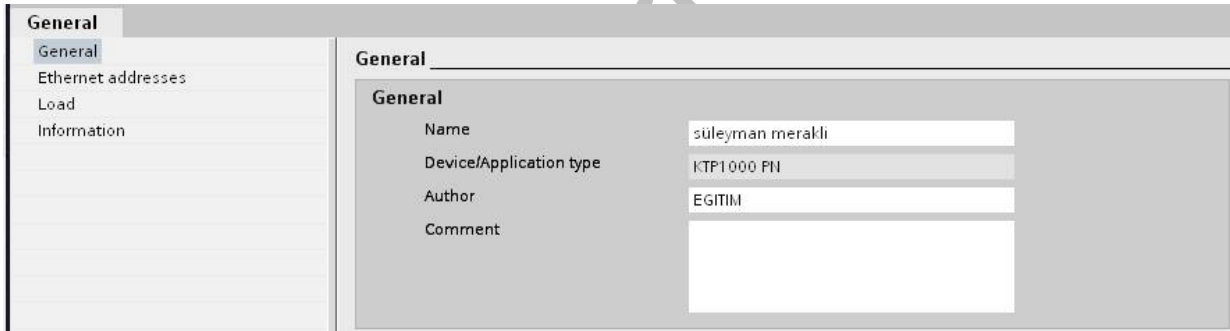 General
General
Ethernet addresses
Load
Information
General
General
Name süleyman meraklı
Device/Application type KTP1000 PN
Author EGITIM
Comment